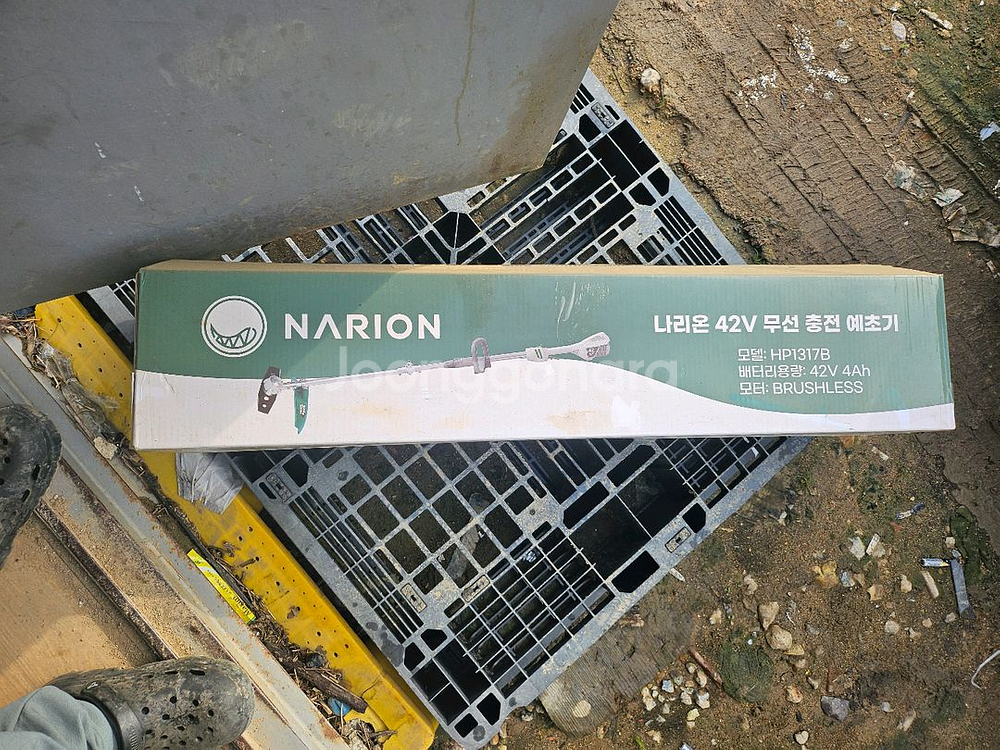 NARION
나리온 42V 무선 충전 예초기
모델: HP1317B
배터리용량: 42V 4Ah
모터: BRUSHLESS
joonggonara